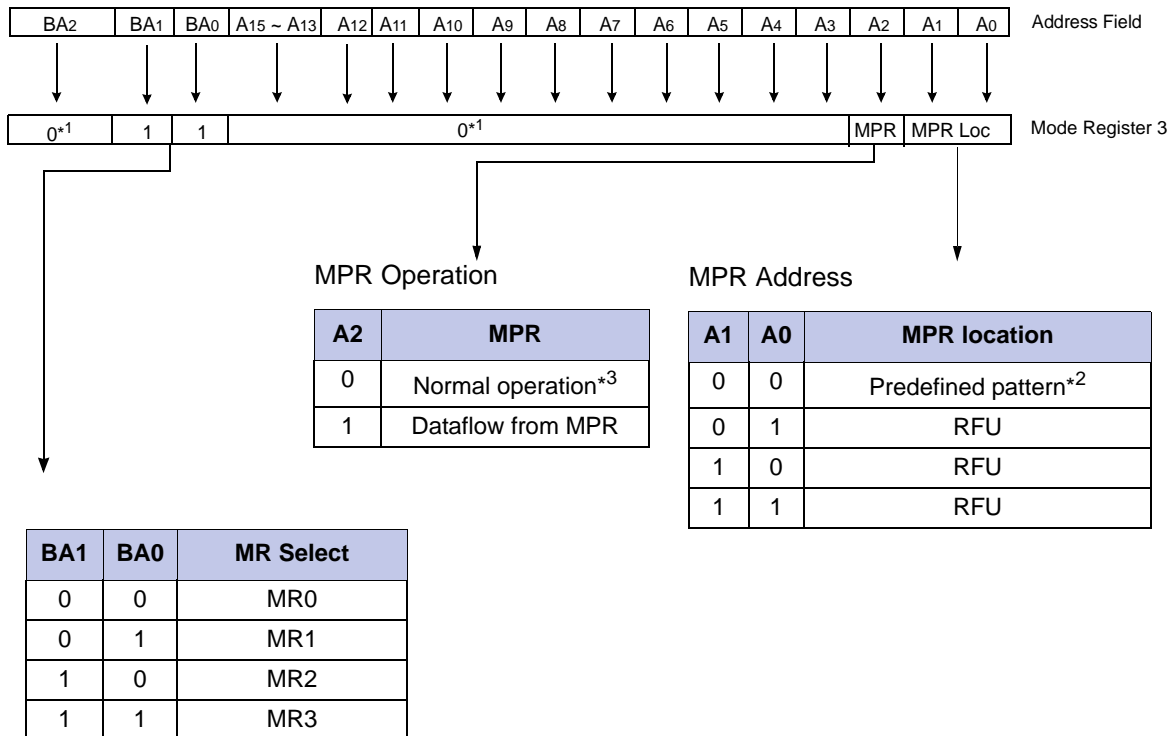 BA2 BA1 BA0 A15 ~ A13 A12 A11 A10 A9 A8 A7 A6 A5 A4 A3 A2 A1 A0 Address Field
0*1 1 1 0*1 MPR MPR Loc Mode Register 3
MPR Operation
A2 MPR
0 Normal operation*3
1 Dataflow from MPR
MPR Address
A1 A0 MPR location
0 0 Predefined pattern*2
0 1 RFU
1 0 RFU
1 1 RFU
BA1 BA0 MR Select
0 0 MR0
0 1 MR1
1 0 MR2
1 1 MR3